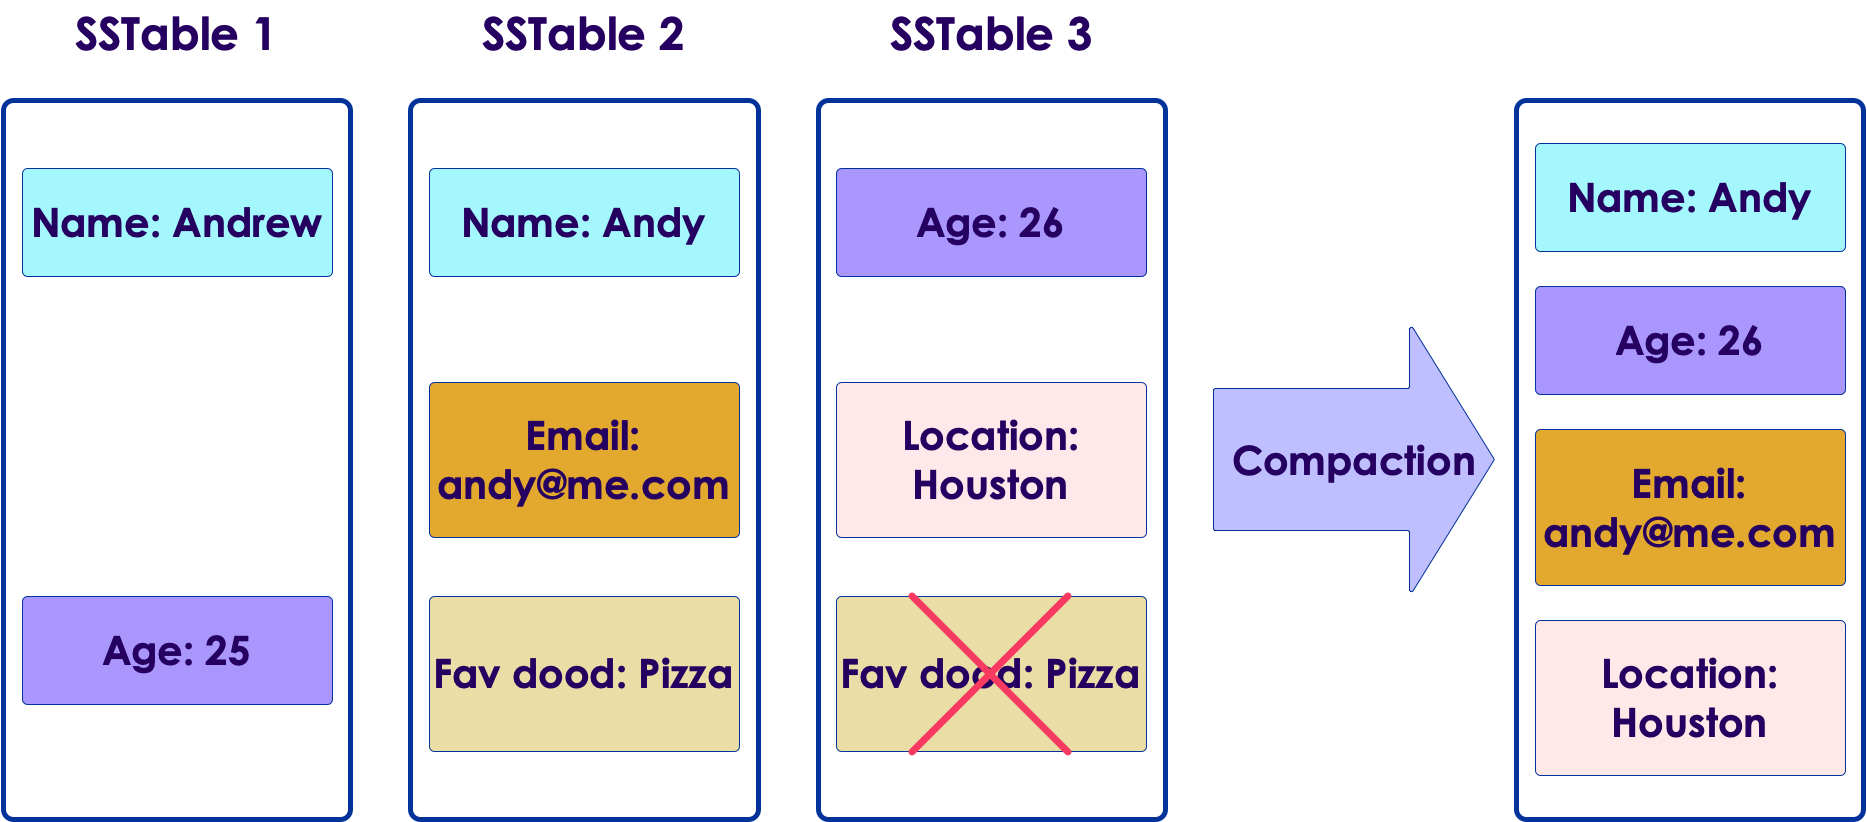 SSTable 1
SSTable 2
SSTable 3
Name: Andrew
Age: 25
Name: Andy
Email:
andy@me.com
Fav dood: Pizza
Age: 26
Location:
Houston
Fav dood: Pizza
Compaction
Name: Andy
Age: 26
Email:
andy@me.com
Location:
Houston